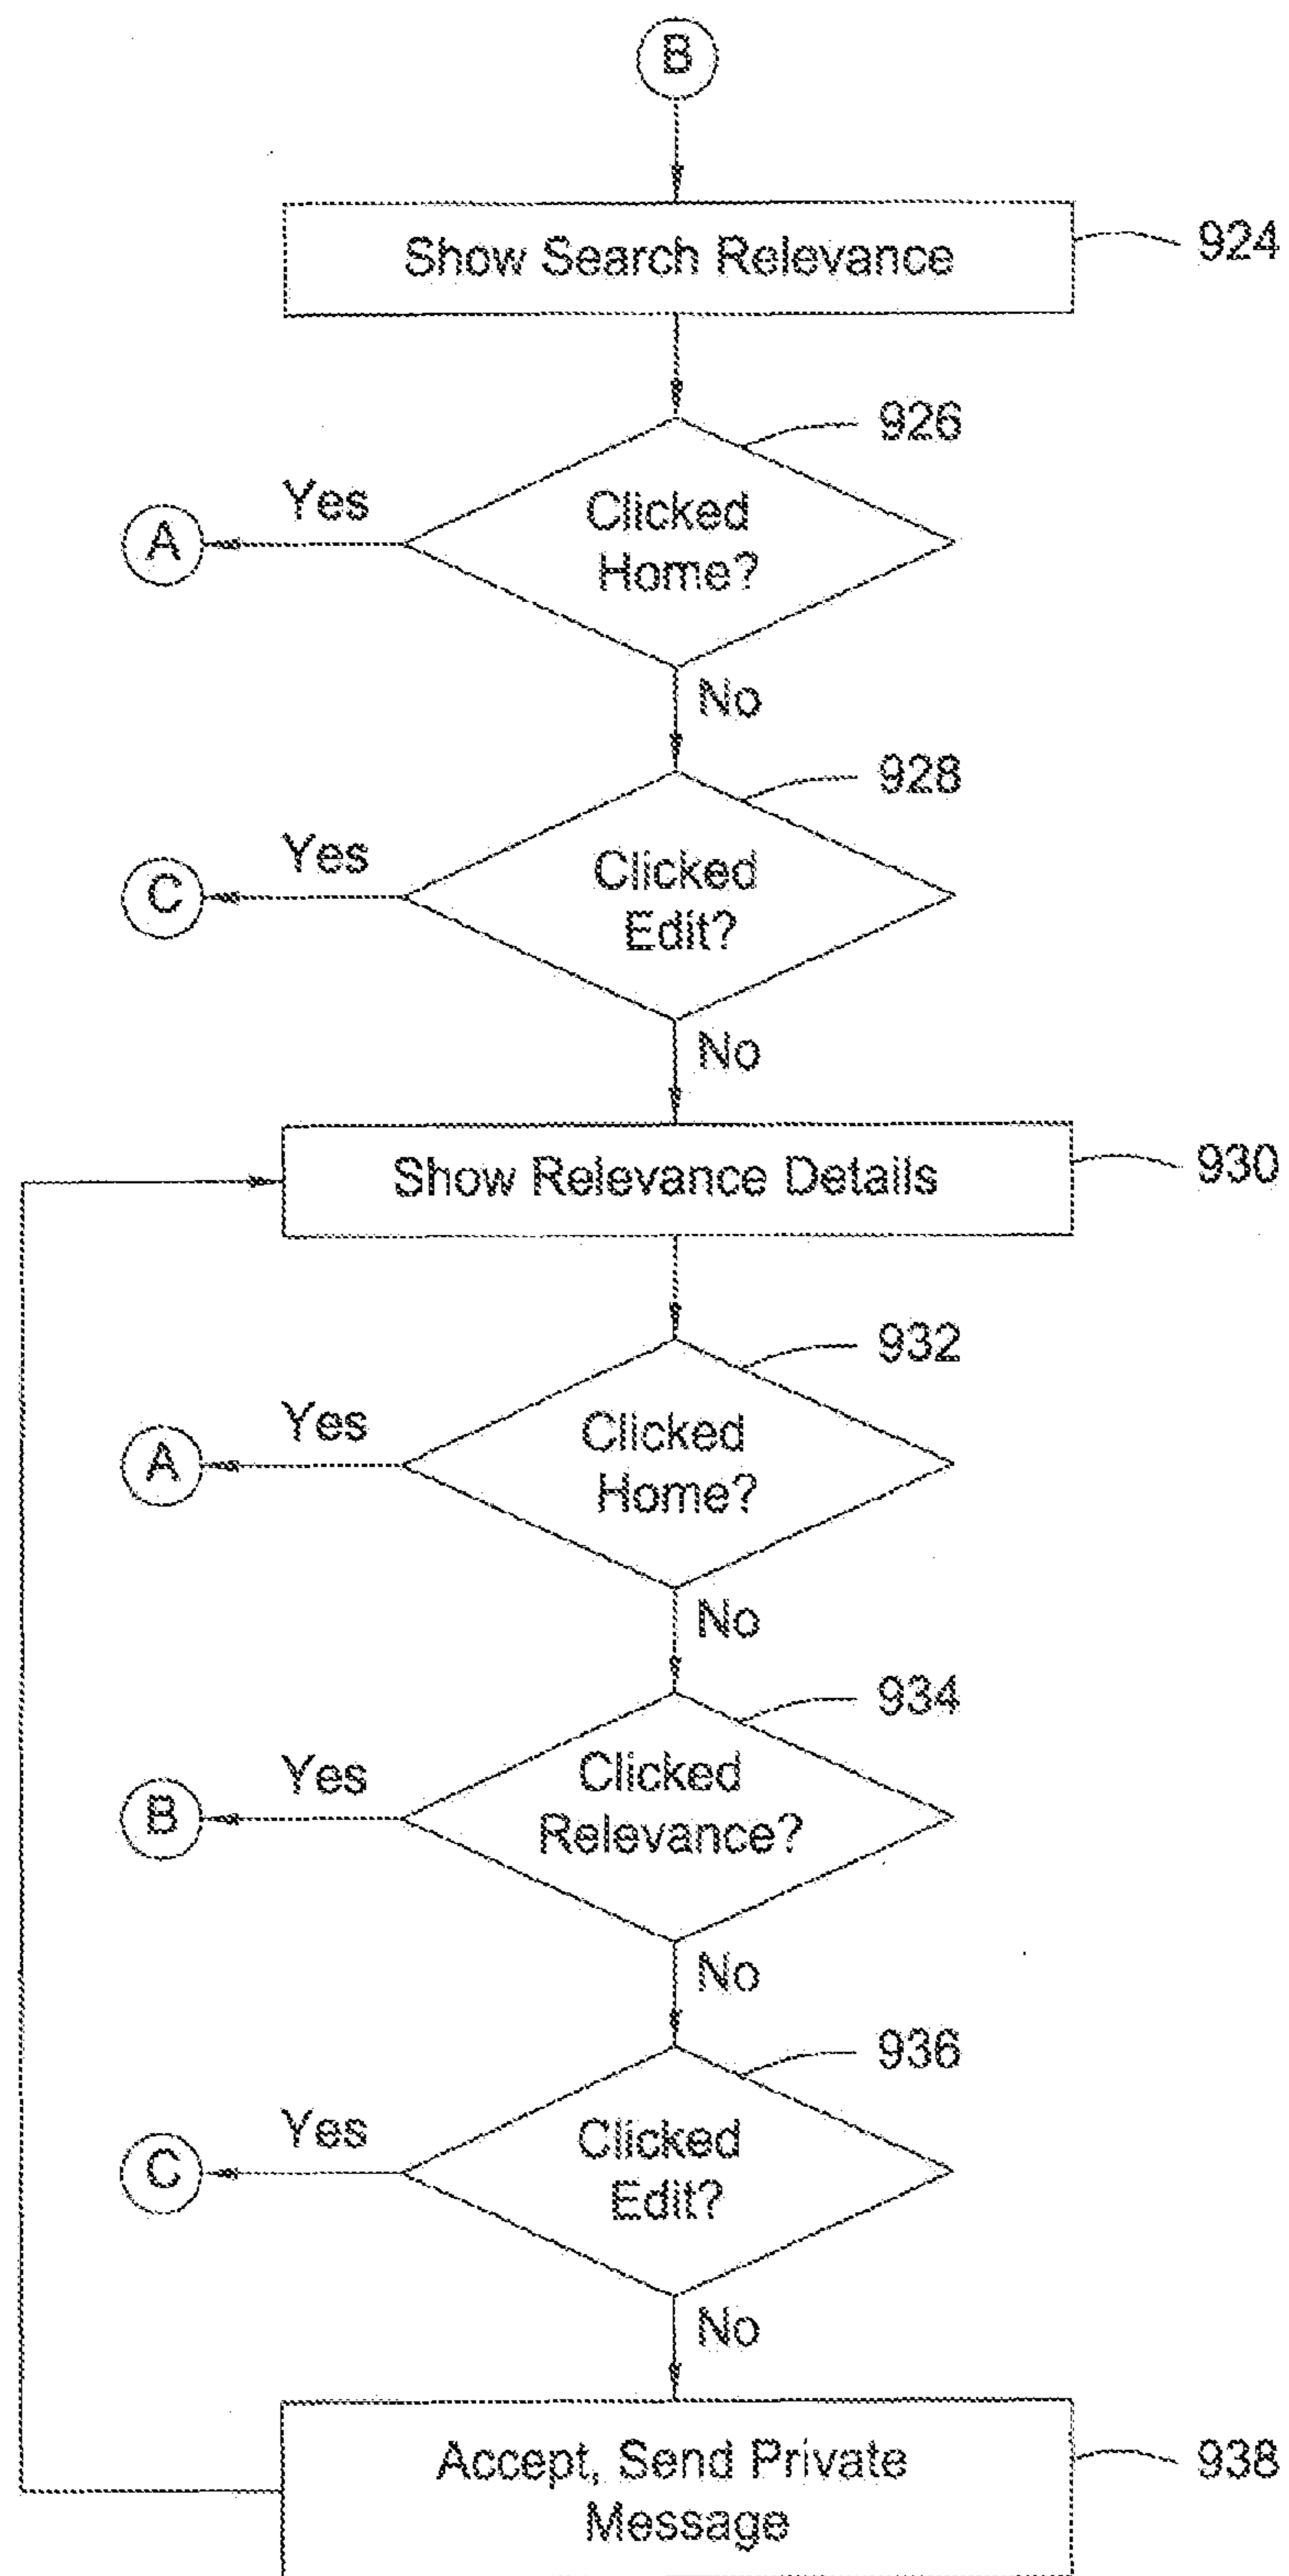 B
Show Search Relevance
924
926
Clicked
Home?
Yes
A
No
928
Clicked
Edit?
Yes
C
No
Show Relevance Details
930
932
Clicked
Home?
Yes
A
No
934
Clicked
Relevance?
Yes
B
No
936
Clicked
Edit?
Yes
C
No
Accept, Send Private
Message
938